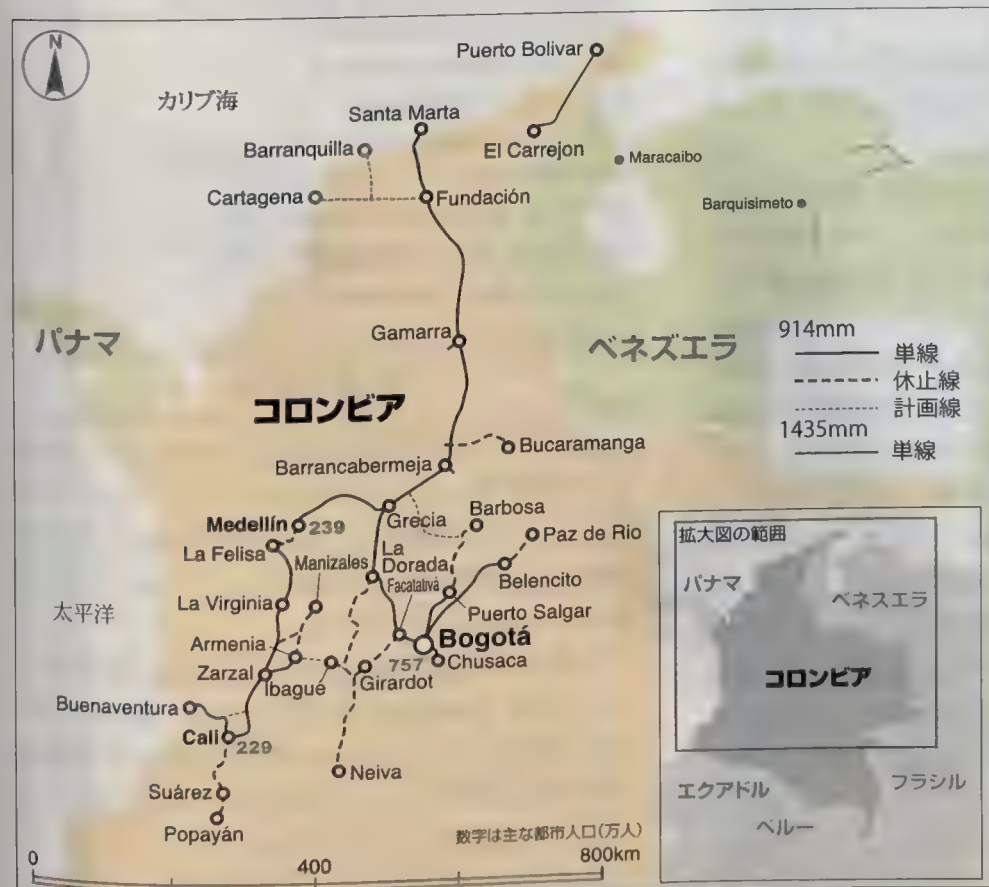 N
Puerto Bolivar
カリブ海
Santa Marta
Barranquilla
El Carrejon
Maracaibo
Cartagena
Fundación
Barquisimeto
パナマ
Gamarra
ベネズエラ
914mm
単線
休止線
計画線
1435mm
単線
コロンビア
Bucaramanga
Barrancabermeja
Medellín
239
Grecia
Barbosa
Paz de Rio
La Felisa
Manizales
La
Dorada
Facatativá
Belencito
太平洋
La Virginia
Puerto Salgar
Armenia
Bogotá
757
Chusaca
Zarzal
Ibagué
Girardot
Buenaventura
Cali
229
Neiva
Suárez
Popayán
数字は主な都市人口(万人)
0
400
800km
拡大図の範囲
パナマ
ベネスエラ
コロンビア
エクアドル
フラシル
ペルー